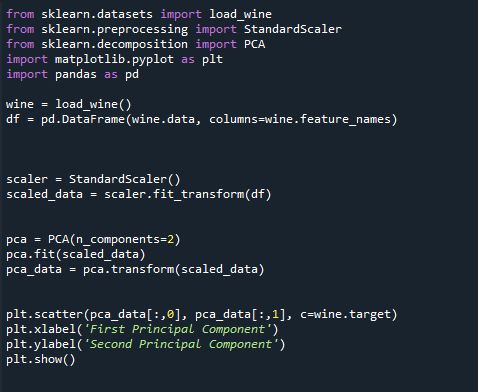 from sklearn.datasets import load_wine
from sklearn.preprocessing import StandardScaler
from sklearn.decomposition import PCA
import matplotlib.pyplot as plt
import pandas as pd
wine = load_wine()
df = pd.DataFrame(wine.data, columns=wine.feature_names)
scaler = StandardScaler()
scaled_data = scaler.fit_transform(df)
pca = PCA(n_components=2)
pca.fit(scaled_data)
pca_data = pca.transform(scaled_data)
plt.scatter(pca_data[:,0], pca_data[:,1], c=wine.target)
plt.xlabel('First Principal Component')
plt.ylabel('Second Principal Component')
plt.show()